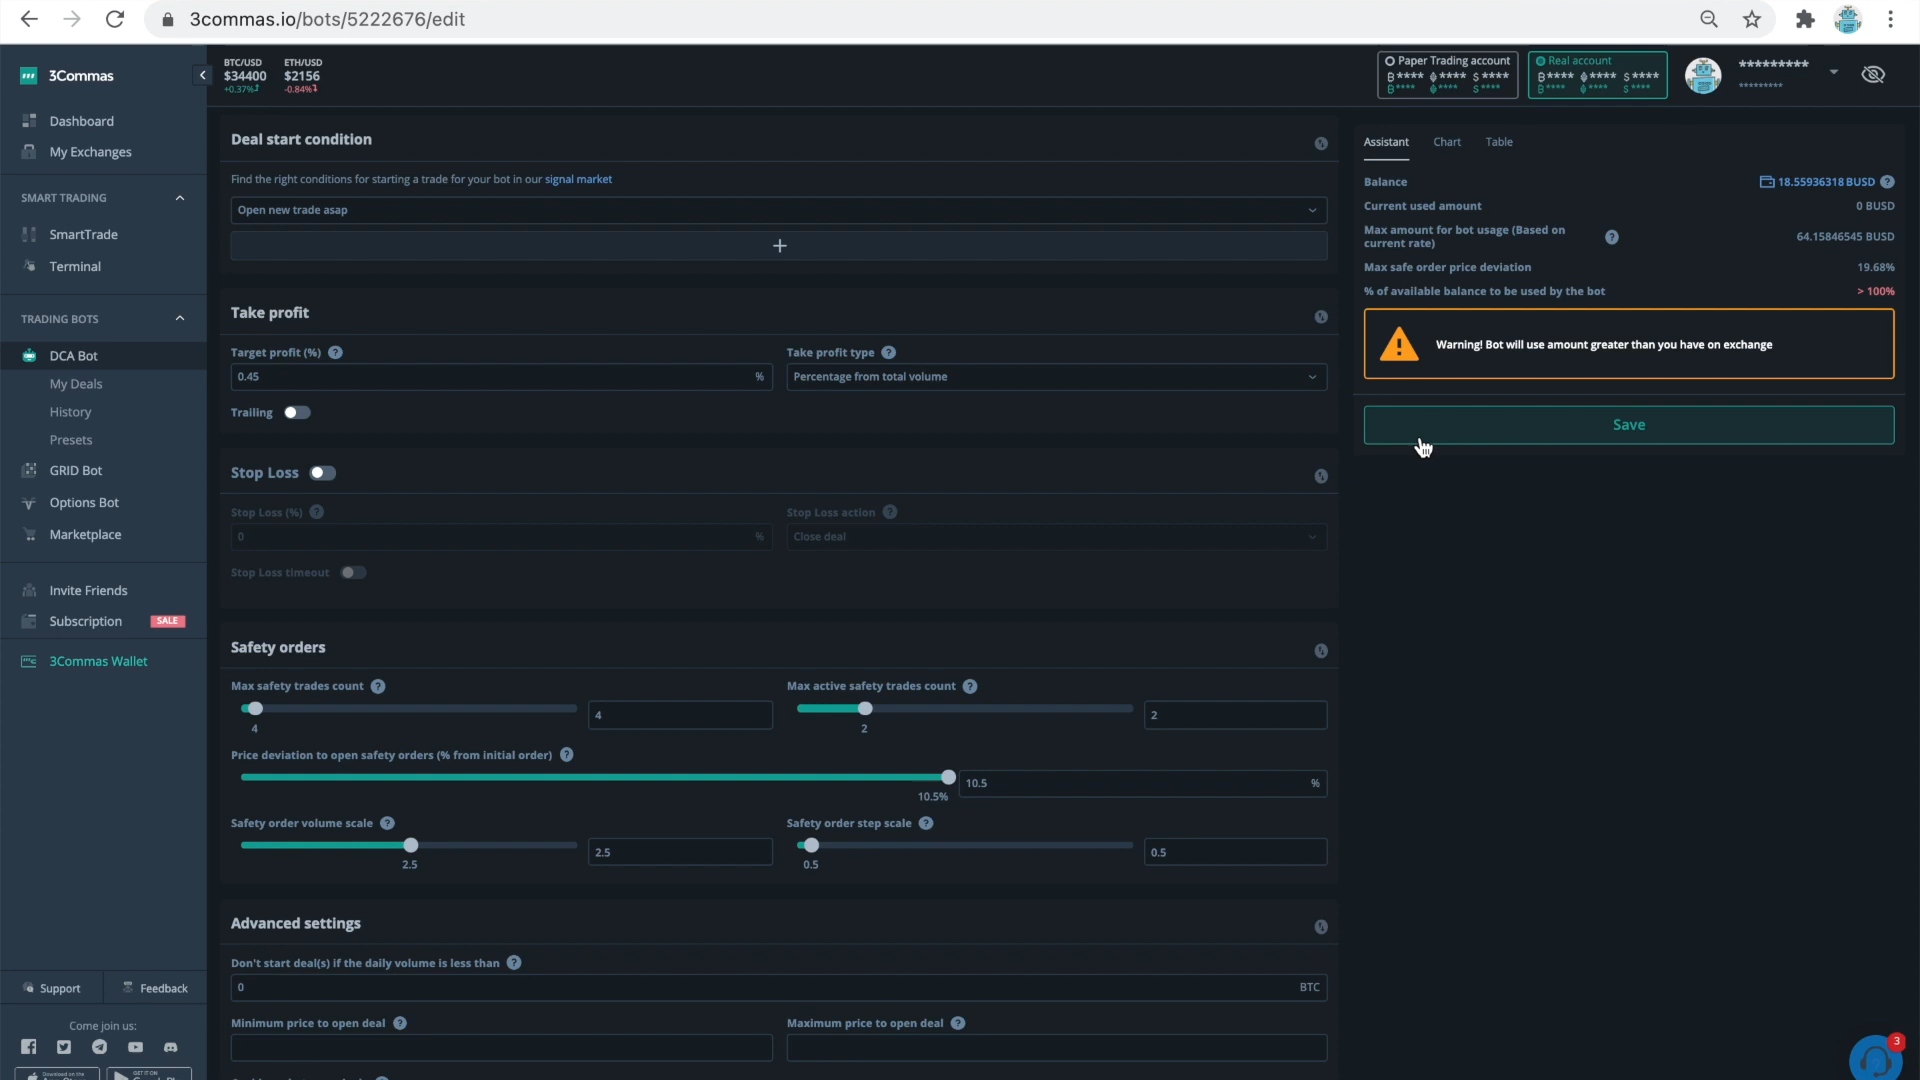 3commas.io/bots/5222676/edit
3Commas
BTC/USD
$34400
+0.37%
ETH/USD
$2156
-0.84%
Paper Trading account
**** **** $ ****
**** **** $ ****
Real account
**** **** $ ****
**** **** $ ****
*********
*********
Dashboard
My Exchanges
SMART TRADING
SmartTrade
Terminal
TRADING BOTS
DCA Bot
My Deals
History
Presets
GRID Bot
Options Bot
Marketplace
Invite Friends
Subscription SALE
3Commas Wallet
Support
Feedback
Come join us:
Download on the
GET IT ON
Deal start condition
Find the right conditions for starting a trade for your bot in our signal market
Open new trade asap
+
Take profit
Target profit (%) ?
0.45 %
Take profit type ?
Percentage from total volume
Trailing
Stop Loss
Stop Loss (%) ?
0 %
Stop Loss action ?
Close deal
Stop Loss timeout
Safety orders
Max safety trades count ?
4
4
Max active safety trades count ?
2
2
Price deviation to open safety orders (% from initial order) ?
10.5 %
10.5%
Safety order volume scale ?
2.5
2.5
Safety order step scale ?
0.5
0.5
Advanced settings
Don't start deal(s) if the daily volume is less than ?
0 BTC
Minimum price to open deal ?
Maximum price to open deal ?
Assistant Chart Table
Balance 18.55936318 BUSD ?
Current used amount 0 BUSD
Max amount for bot usage (Based on
current rate) ? 64.15846545 BUSD
Max safe order price deviation 19.68%
% of available balance to be used by the bot > 100%
Warning! Bot will use amount greater than you have on exchange
Save
3